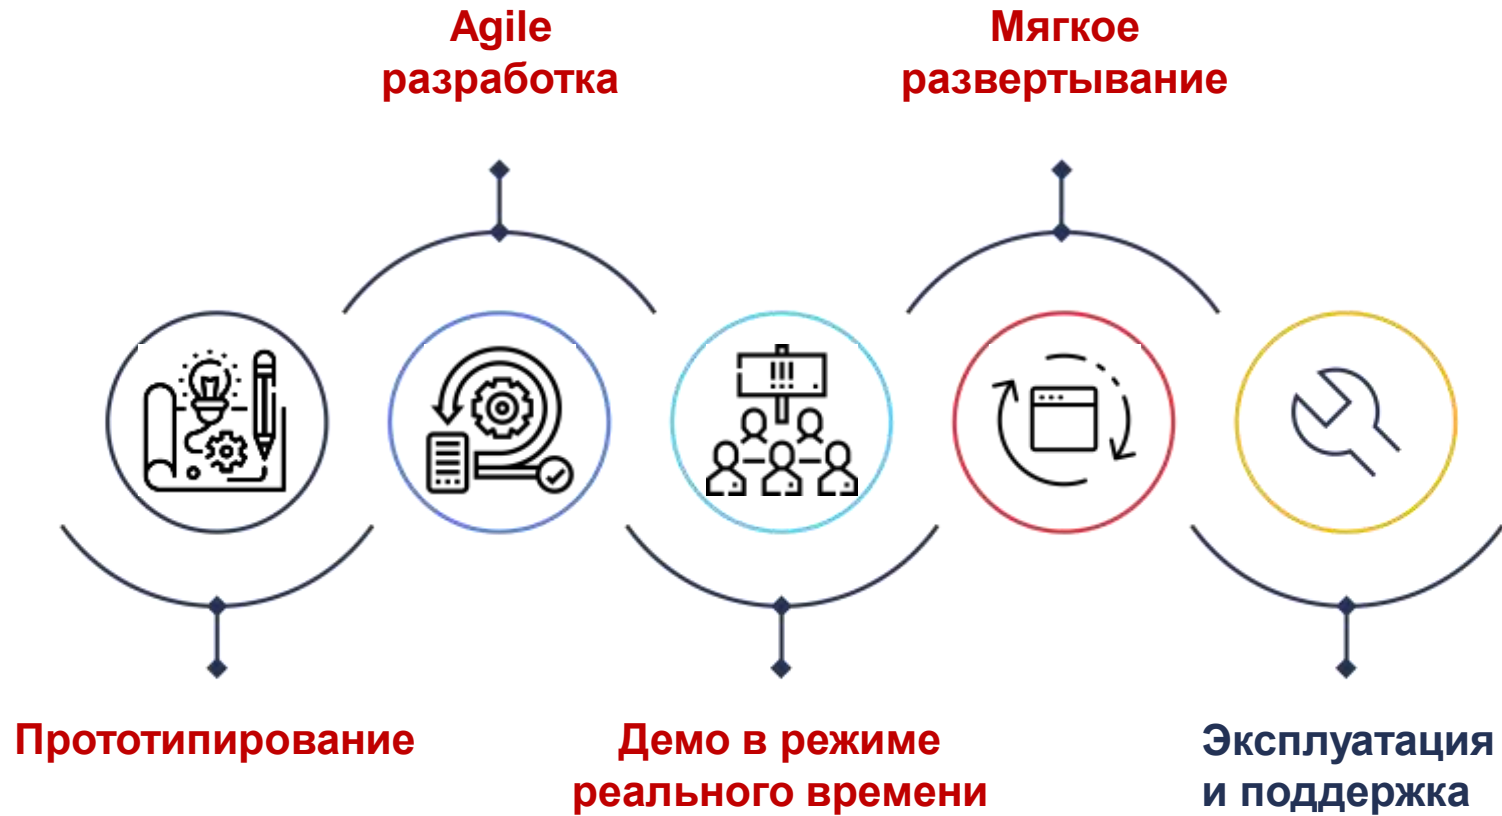 Agile
разработка
Мягкое
развертывание
Прототипирование
Демо в режиме
реального времени
Эксплуатация
и поддержка